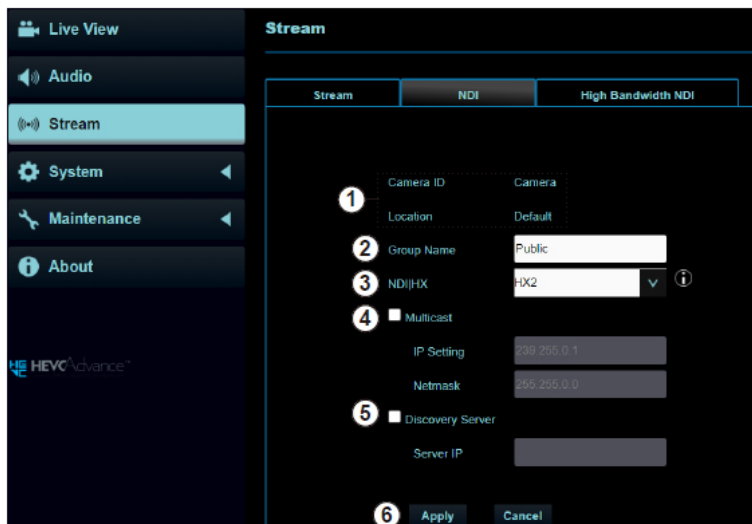 Live View
Audio
Stream
System
Maintenance
About
HEVC Advance™
Stream
Stream NDI High Bandwidth NDI
1 Camera ID Camera
Location Default
2 Group Name Public
3 NDI|HX HX2
4 Multicast
IP Setting 239.255.0.1
Netmask 255.255.0.0
5 Discovery Server
Server IP
6 Apply Cancel